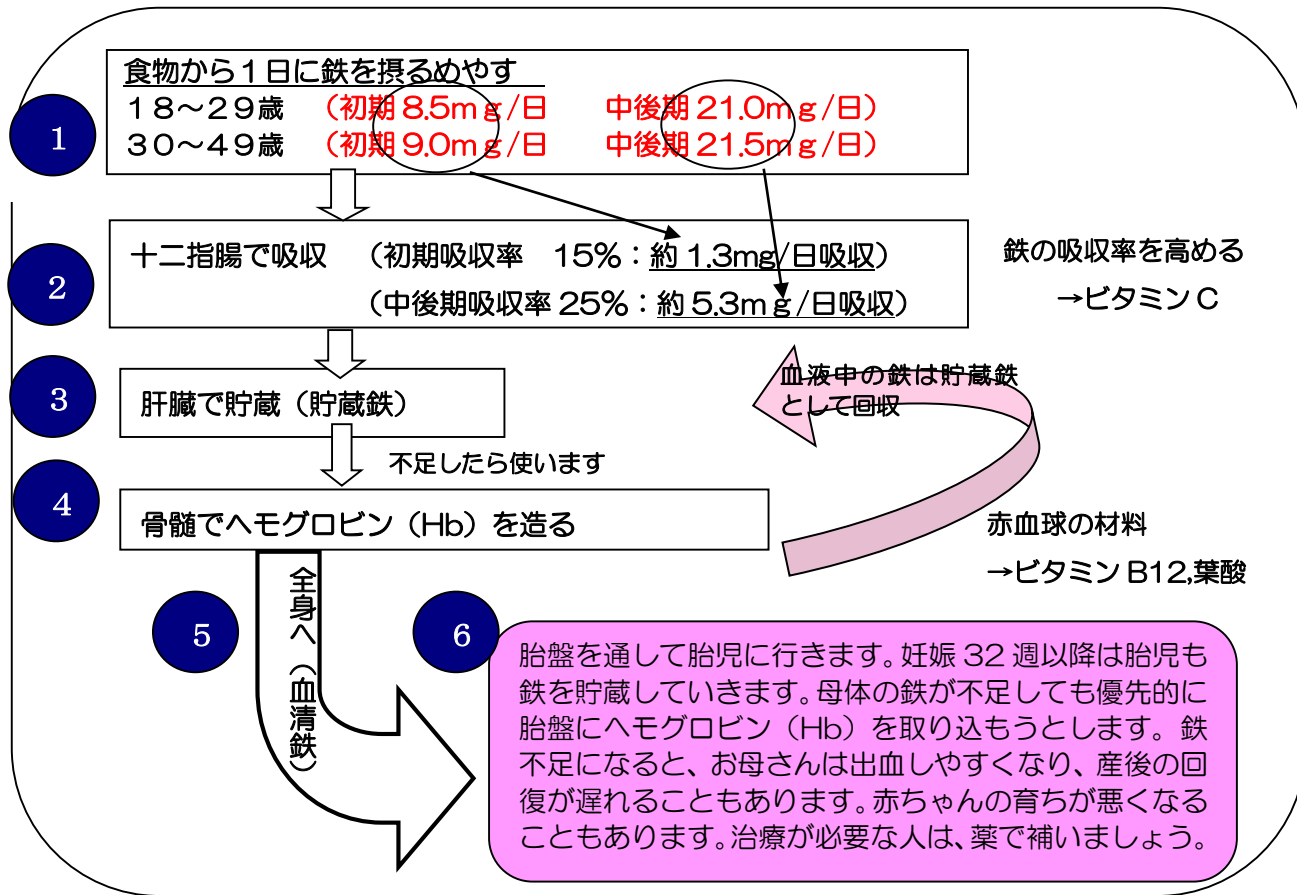 食物から１日に鉄を摂るめやす
１８～２９歳　（初期 8.5ｍｇ/日　　中後期 21.0ｍｇ/日）
３０～４９歳　（初期 9.0ｍｇ/日　　中後期 21.5ｍｇ/日）
1
十二指腸で吸収　（初期吸収率　15%：約 1.3mg/日吸収）
（中後期吸収率 25%：約 5.3ｍｇ/日吸収）
2
鉄の吸収率を高める
→ビタミン C
3
肝臓で貯蔵（貯蔵鉄）
血液中の鉄は貯蔵鉄
として回収
不足したら使います
4
骨髄でヘモグロビン（Hb）を造る
赤血球の材料
→ビタミン B12,葉酸
5
全身へ（血清鉄）
6
胎盤を通して胎児に行きます。妊娠 32 週以降は胎児も
鉄を貯蔵していきます。母体の鉄が不足しても優先的に
胎盤にヘモグロビン（Hb）を取り込もうとします。鉄
不足になると、お母さんは出血しやすくなり、産後の回
復が遅れることもあります。赤ちゃんの育ちが悪くなる
こともあります。治療が必要な人は、薬で補いましょう。